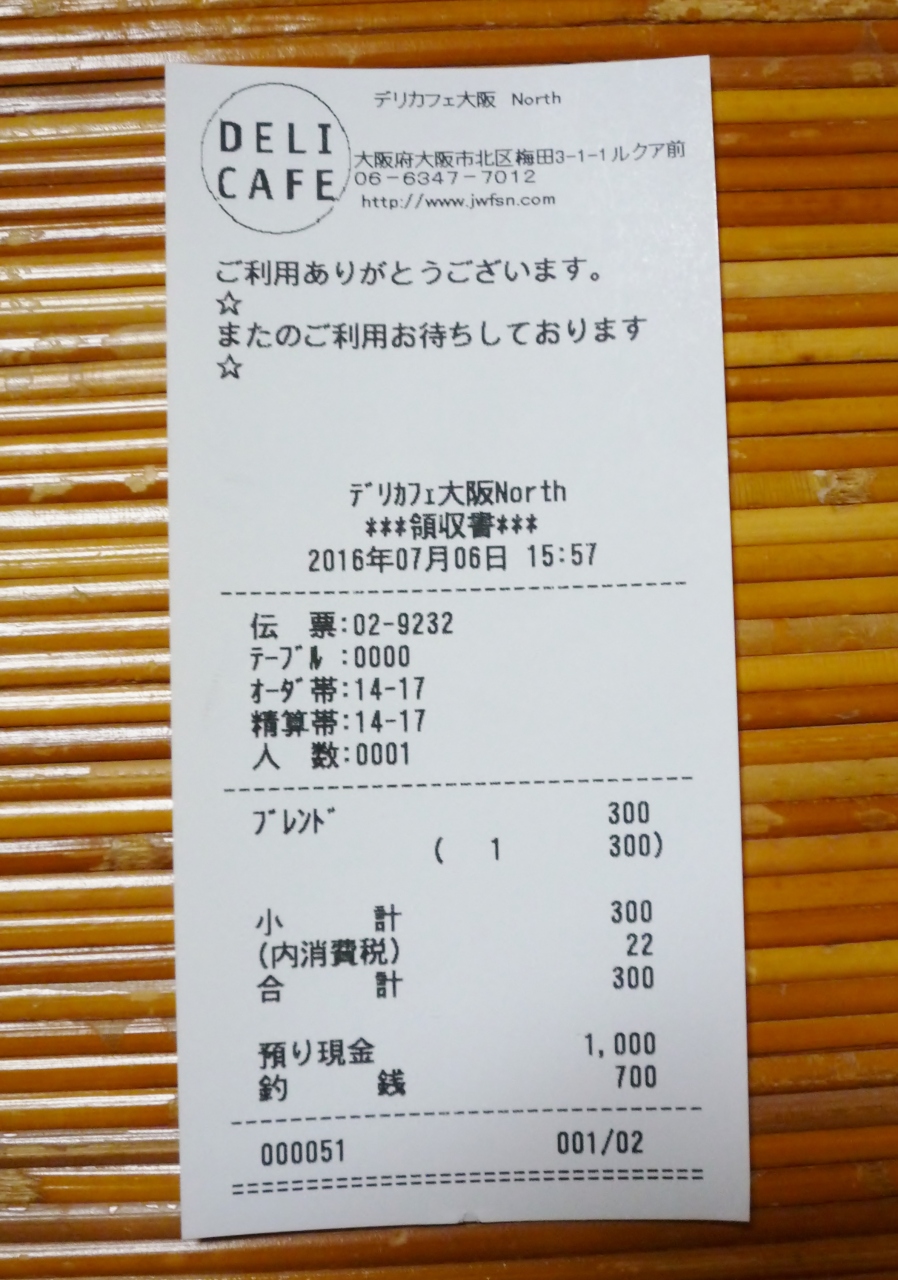 DELI
CAFE
デリカフェ大阪 North
大阪府大阪市北区梅田3-1-1ルクア前
06-6347-7012
http://www.jwfsn.com
ご利用ありがとうございます。
☆
またのご利用お待ちしております
☆
ﾃﾞﾘｶﾌｪ大阪North
***領収書***
2016年07月06日 15:57
伝　票:02-9232
ﾃｰﾌﾞﾙ :0000
ｵｰﾀﾞ帯:14-17
精算帯:14-17
人　数:0001
ﾌﾞﾚﾝﾄﾞ 300
( 1 300)
小　計 300
(内消費税) 22
合　計 300
預り現金 1,000
釣　銭 700
000051 001/02